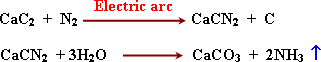 Electric arc
CaC₂ + N₂ ⟶ CaCN₂ + C
CaCN₂ + 3H₂O ⟶ CaCO₃ + 2NH₃ ↑